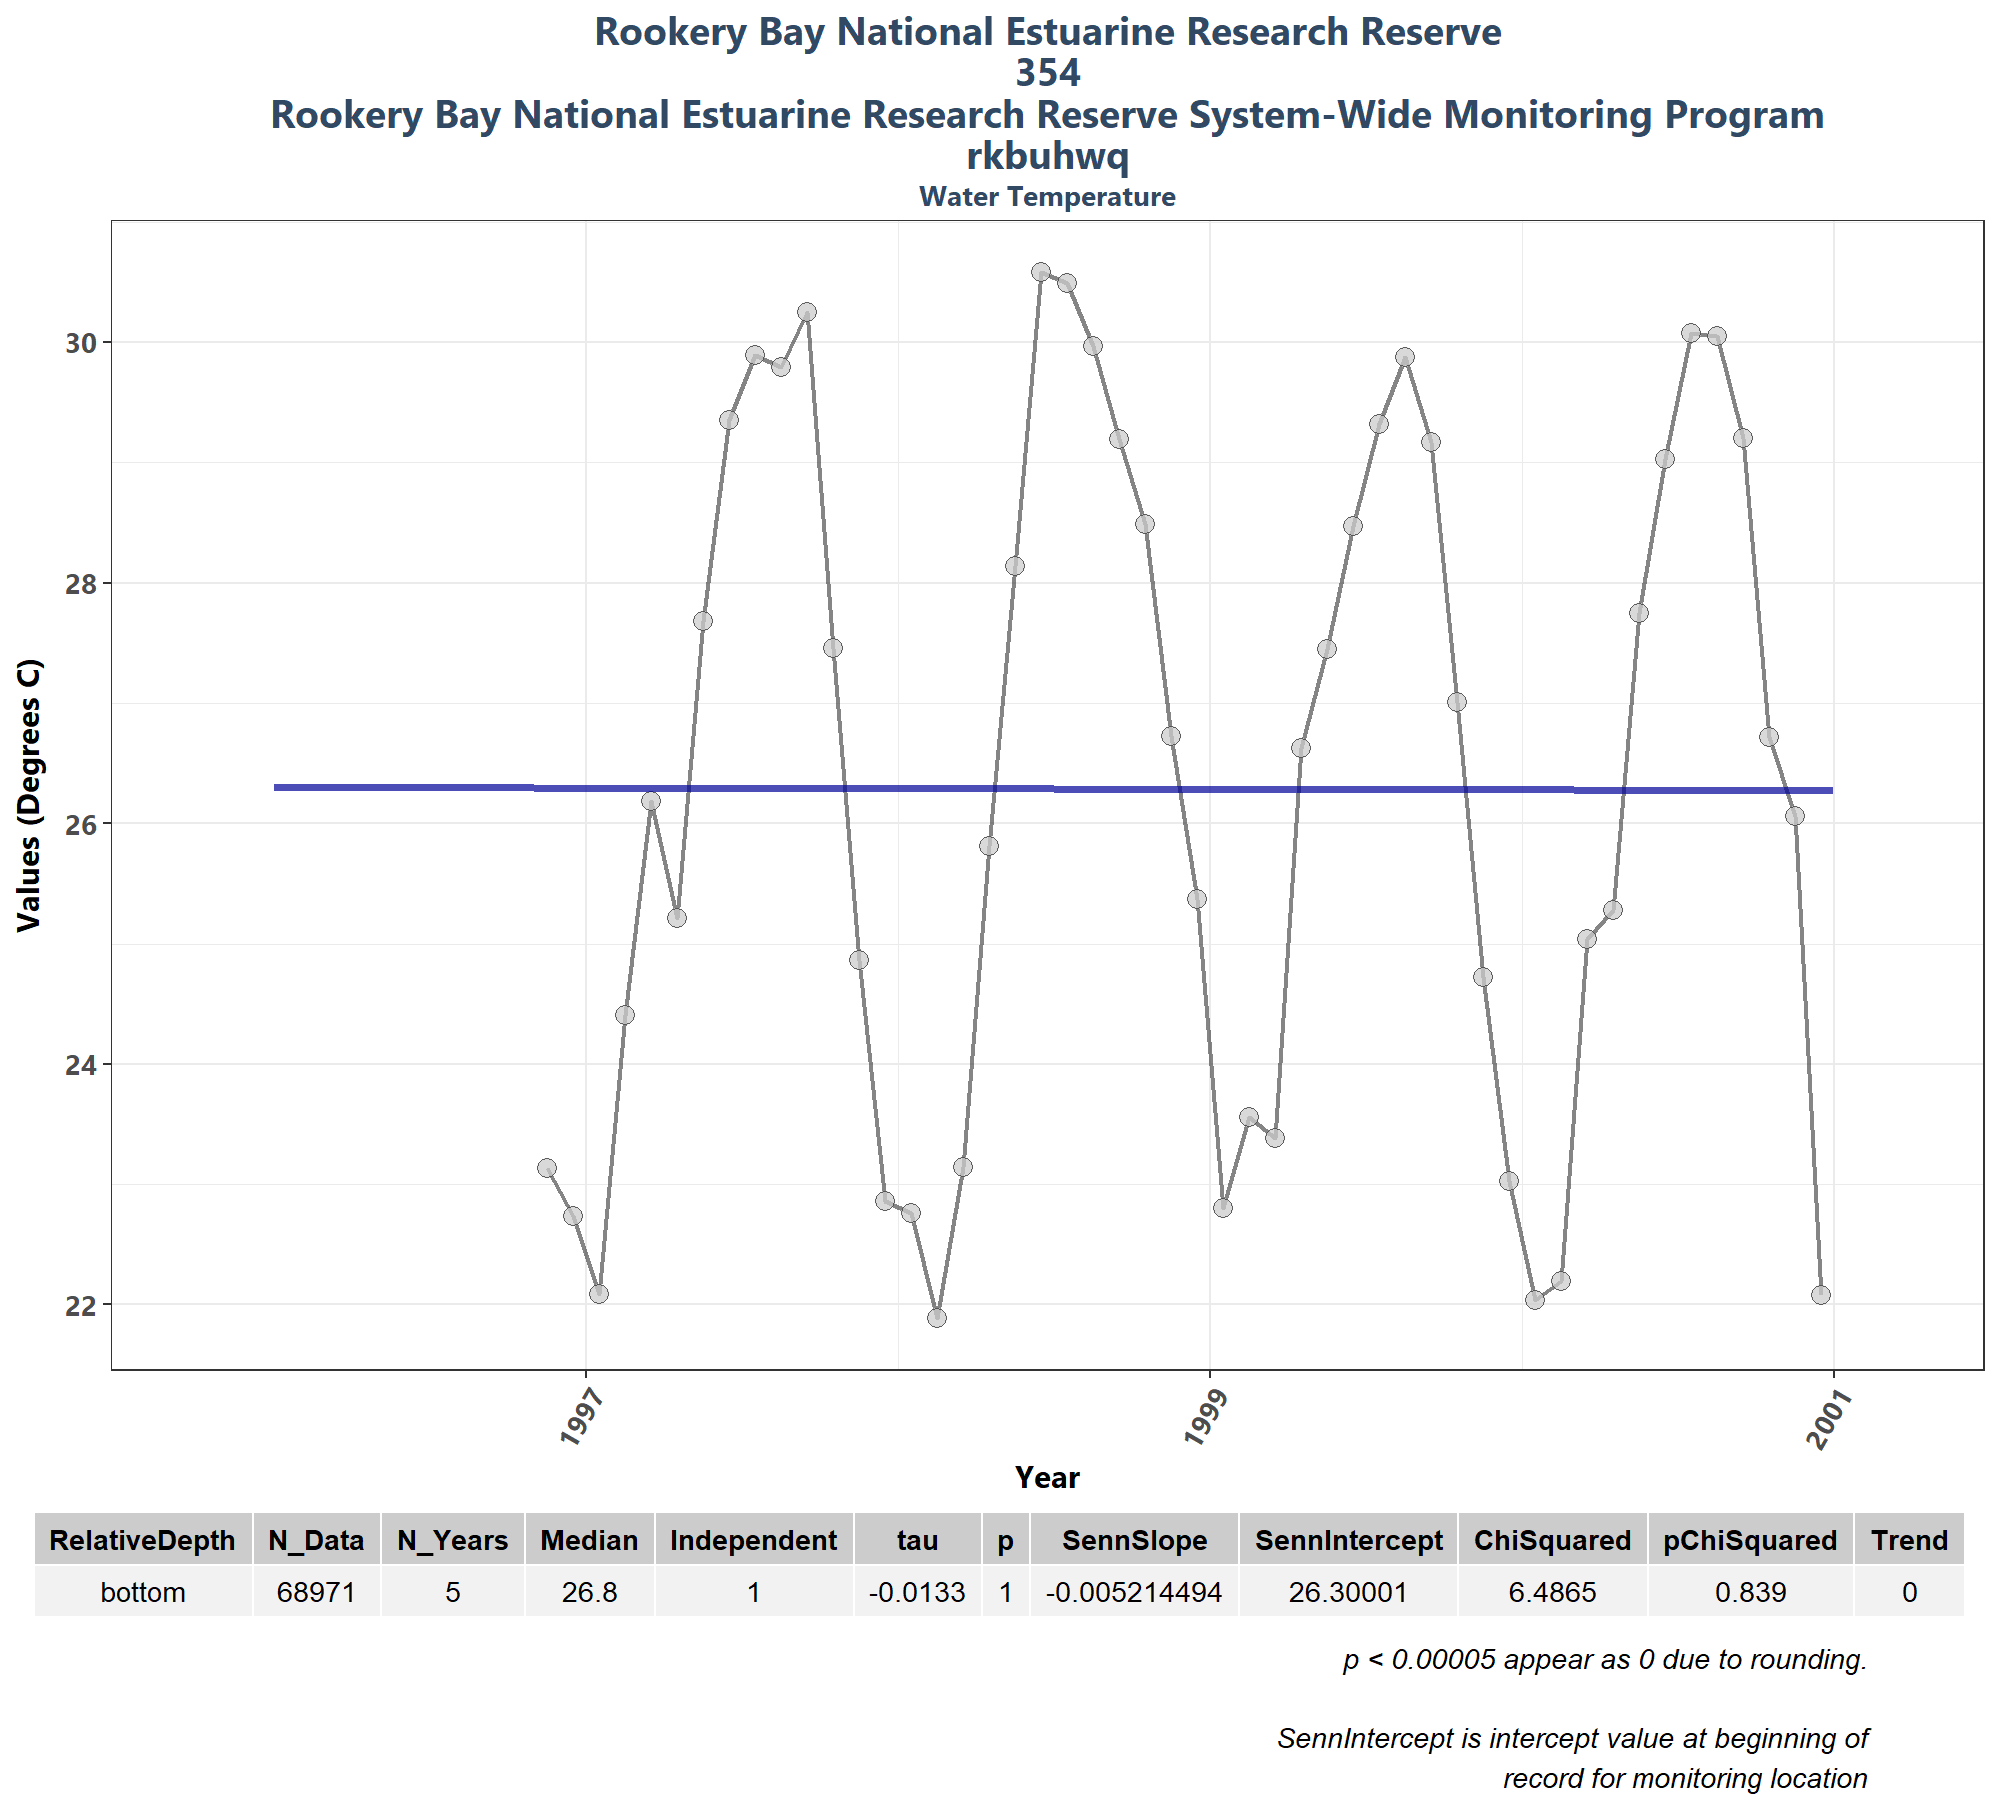 Rookery Bay National Estuarine Research Reserve
354
Rookery Bay National Estuarine Research Reserve System-Wide Monitoring Program
rkbuhwq
Water Temperature
Values (Degrees C)
30
28
26
24
22
1997
1999
2001
Year
RelativeDepth N_Data N_Years Median Independent tau p SennSlope SennIntercept ChiSquared pChiSquared Trend
bottom 68971 5 26.8 1 -0.0133 1 -0.005214494 26.30001 6.4865 0.839 0
p < 0.00005 appear as 0 due to rounding.
SennIntercept is intercept value at beginning of
record for monitoring location